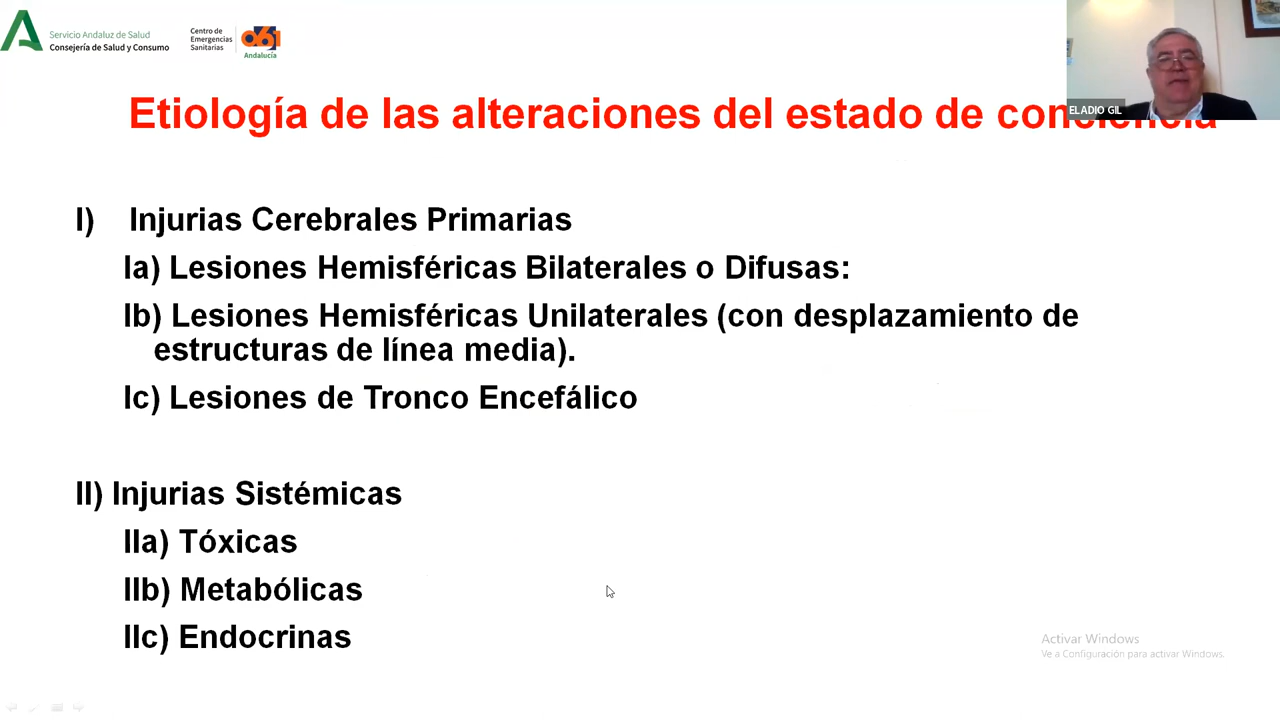 Servicio Andaluz de Salud
Consejería de Salud y Consumo
Centro de
Emergencias
Sanitarias
061
Andalucía
ELADIO GIL
Etiología de las alteraciones del estado de conciencia
I) Injurias Cerebrales Primarias
Ia) Lesiones Hemisféricas Bilaterales o Difusas:
Ib) Lesiones Hemisféricas Unilaterales (con desplazamiento de
estructuras de línea media).
Ic) Lesiones de Tronco Encefálico
II) Injurias Sistémicas
IIa) Tóxicas
IIb) Metabólicas
IIc) Endocrinas
Activar Windows
Ve a Configuración para activar Windows.